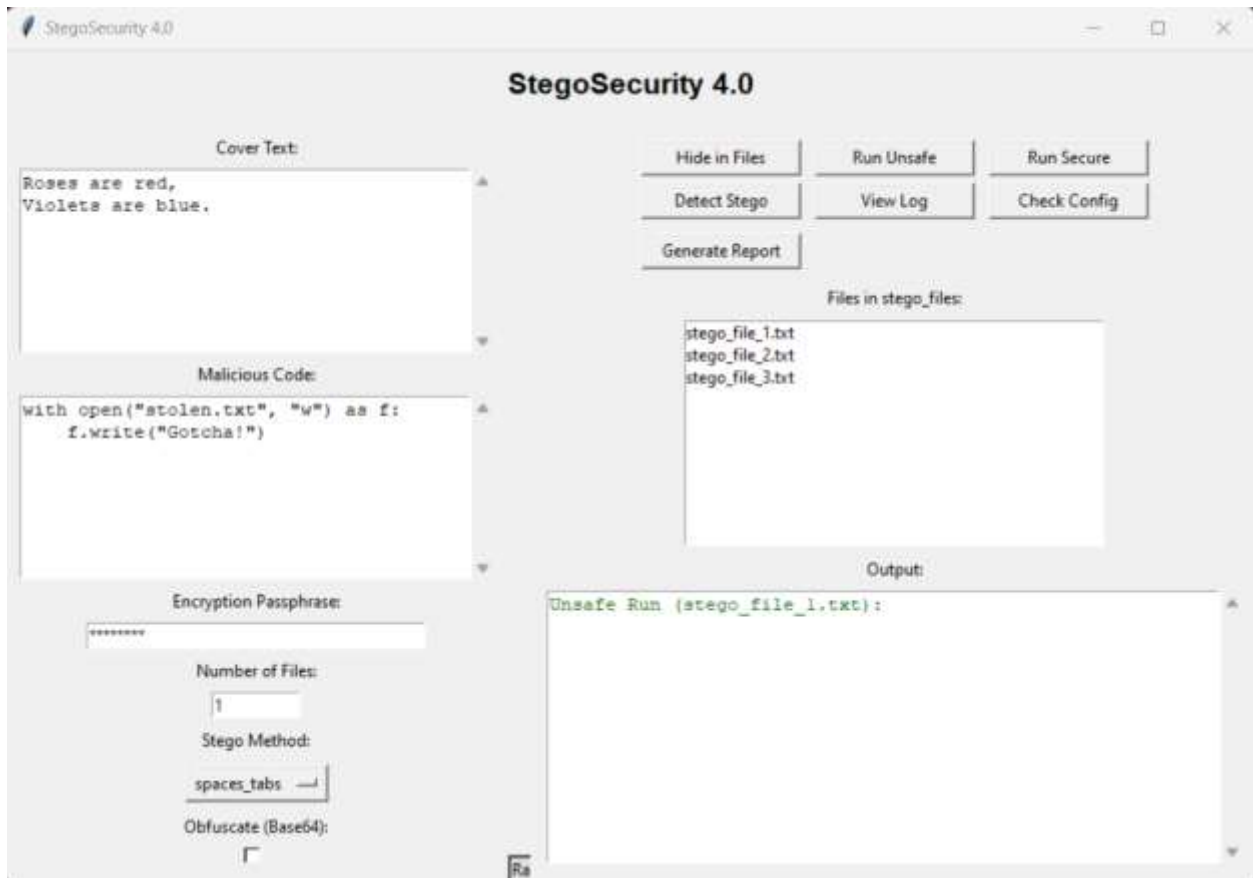 StegoSecurity 4.0
StegoSecurity 4.0
Cover Text:
Roses are red,
Violets are blue.
Malicious Code:
with open("stolen.txt", "w") as f:
    f.write("Gotcha!")
Encryption Passphrase:
********
Number of Files:
1
Stego Method:
spaces_tabs
Obfuscate (Base64):
Hide in Files
Run Unsafe
Run Secure
Detect Stego
View Log
Check Config
Generate Report
Files in stego_files:
stego_file_1.txt
stego_file_2.txt
stego_file_3.txt
Output:
Unsafe Run (stego_file_1.txt):
Ra